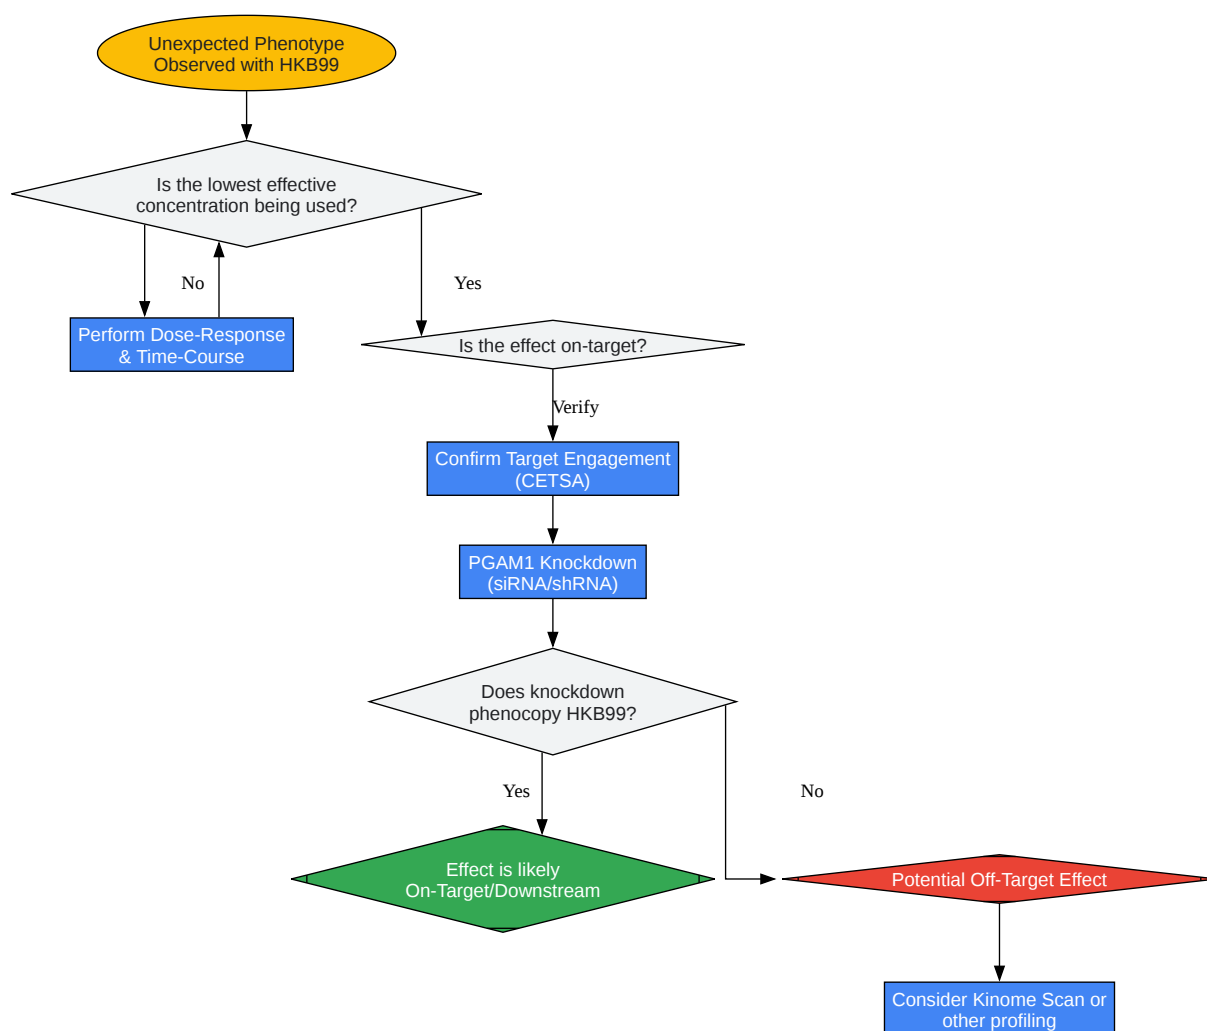 Unexpected Phenotype
Observed with HKB99
Is the lowest effective
concentration being used?
No
Yes
Perform Dose-Response
& Time-Course
Is the effect on-target?
Verify
Confirm Target Engagement
(CETSA)
PGAM1 Knockdown
(siRNA/shRNA)
Does knockdown
phenocopy HKB99?
Yes
No
Effect is likely
On-Target/Downstream
Potential Off-Target Effect
Consider Kinome Scan or
other profiling